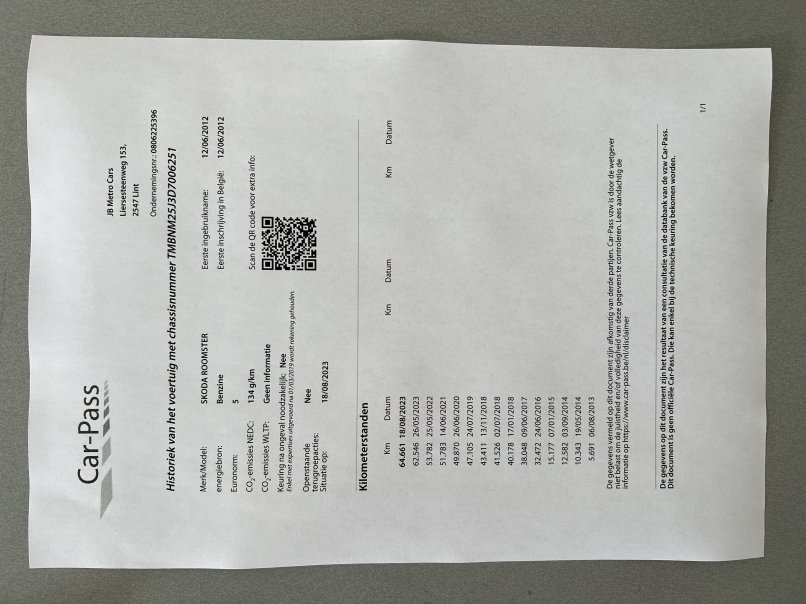 Car-Pass
JB Metro Cars
Liersesteenweg 153,
2547 Lint
Ondernemingsnr.: 0806225396
Historiek van het voertuig met chassisnummer TMBNM25J3D7006251
Merk/Model: SKODA ROOMSTER
energiebron: Benzine
Euronorm: 5
CO2-emissies NEDC: 134 g/km
CO2-emissies WLTP: Geen informatie
Keuring na ongeval noodzakelijk: Nee
Enkel met expertises uitgevoerd na 01/03/2019 wordt rekening gehouden.
Openstaande Nee
terugroepacties:
Situatie op: 18/08/2023
Eerste ingebruikname: 12/06/2012
Eerste inschrijving in België: 12/06/2012
Scan de QR code voor extra info:
Kilometerstanden
Km Datum Km Datum Km Datum
64.661 18/08/2023
62.546 26/05/2023
53.782 25/05/2022
51.783 14/06/2021
49.870 26/06/2020
47.105 24/07/2019
43.411 13/11/2018
41.526 02/07/2018
40.178 17/01/2018
38.048 09/06/2017
32.472 24/06/2016
15.177 07/01/2015
12.582 03/09/2014
10.343 19/05/2014
5.691 06/08/2013
De gegevens vermeld op dit document zijn afkomstig van derde partijen. Car-Pass vzw is door de wetgever
niet belast om de juistheid en/of volledigheid van deze gegevens te controleren. Lees aandachtig de
informatie op https://www.car-pass.be/nl/disclaimer
De gegevens op dit document zijn het resultaat van een consultatie van de databank van de vzw Car-Pass.
Dit document is geen officiële Car-Pass. Die kan enkel bij de technische keuring bekomen worden.
1/1